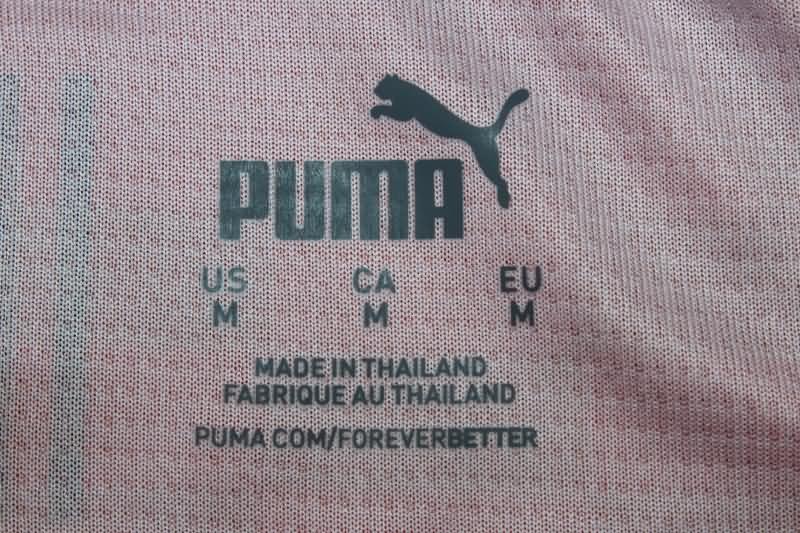 PUMA
US CA EU
M M M
MADE IN THAILAND
FABRIQUE AU THAILAND
PUMA.COM/FOREVERBETTER